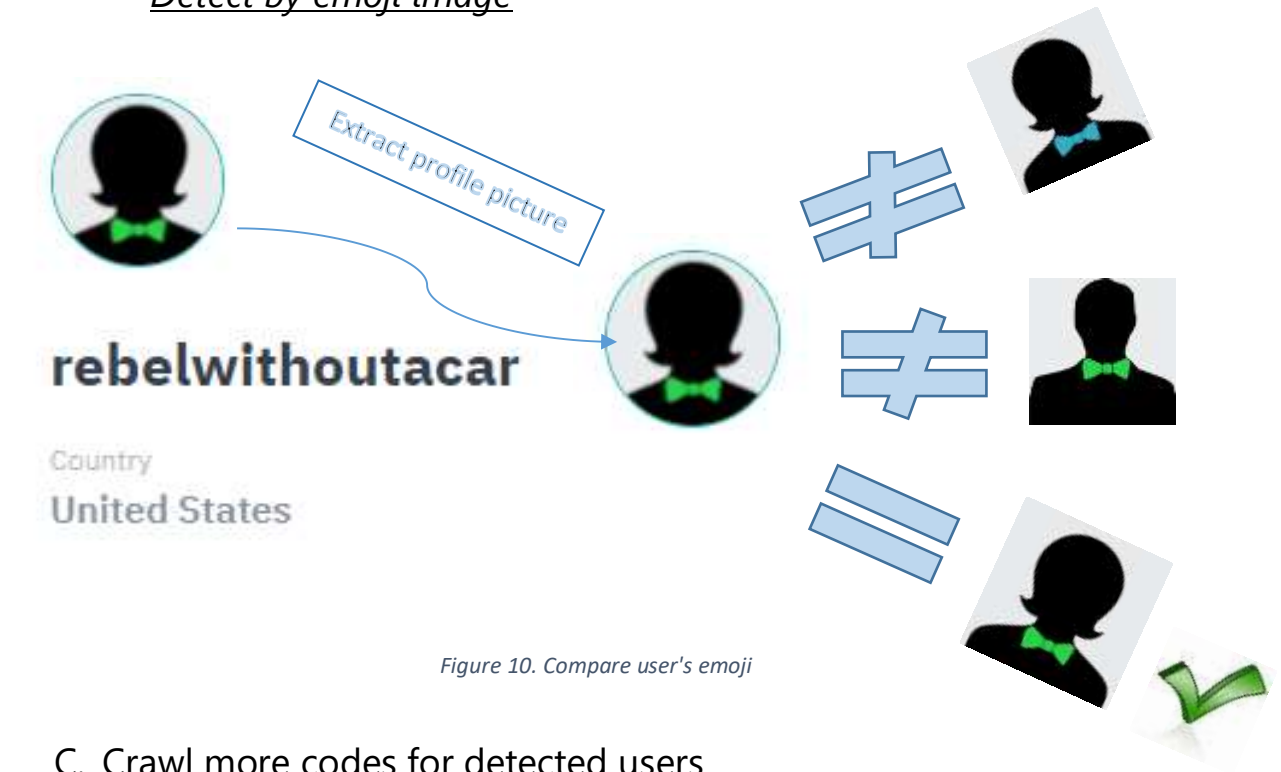 Detect by emoji image
Extract profile picture
rebelwithoutacar
Country
United States
Figure 10. Compare user's emoji
C. Crawl more codes for detected users